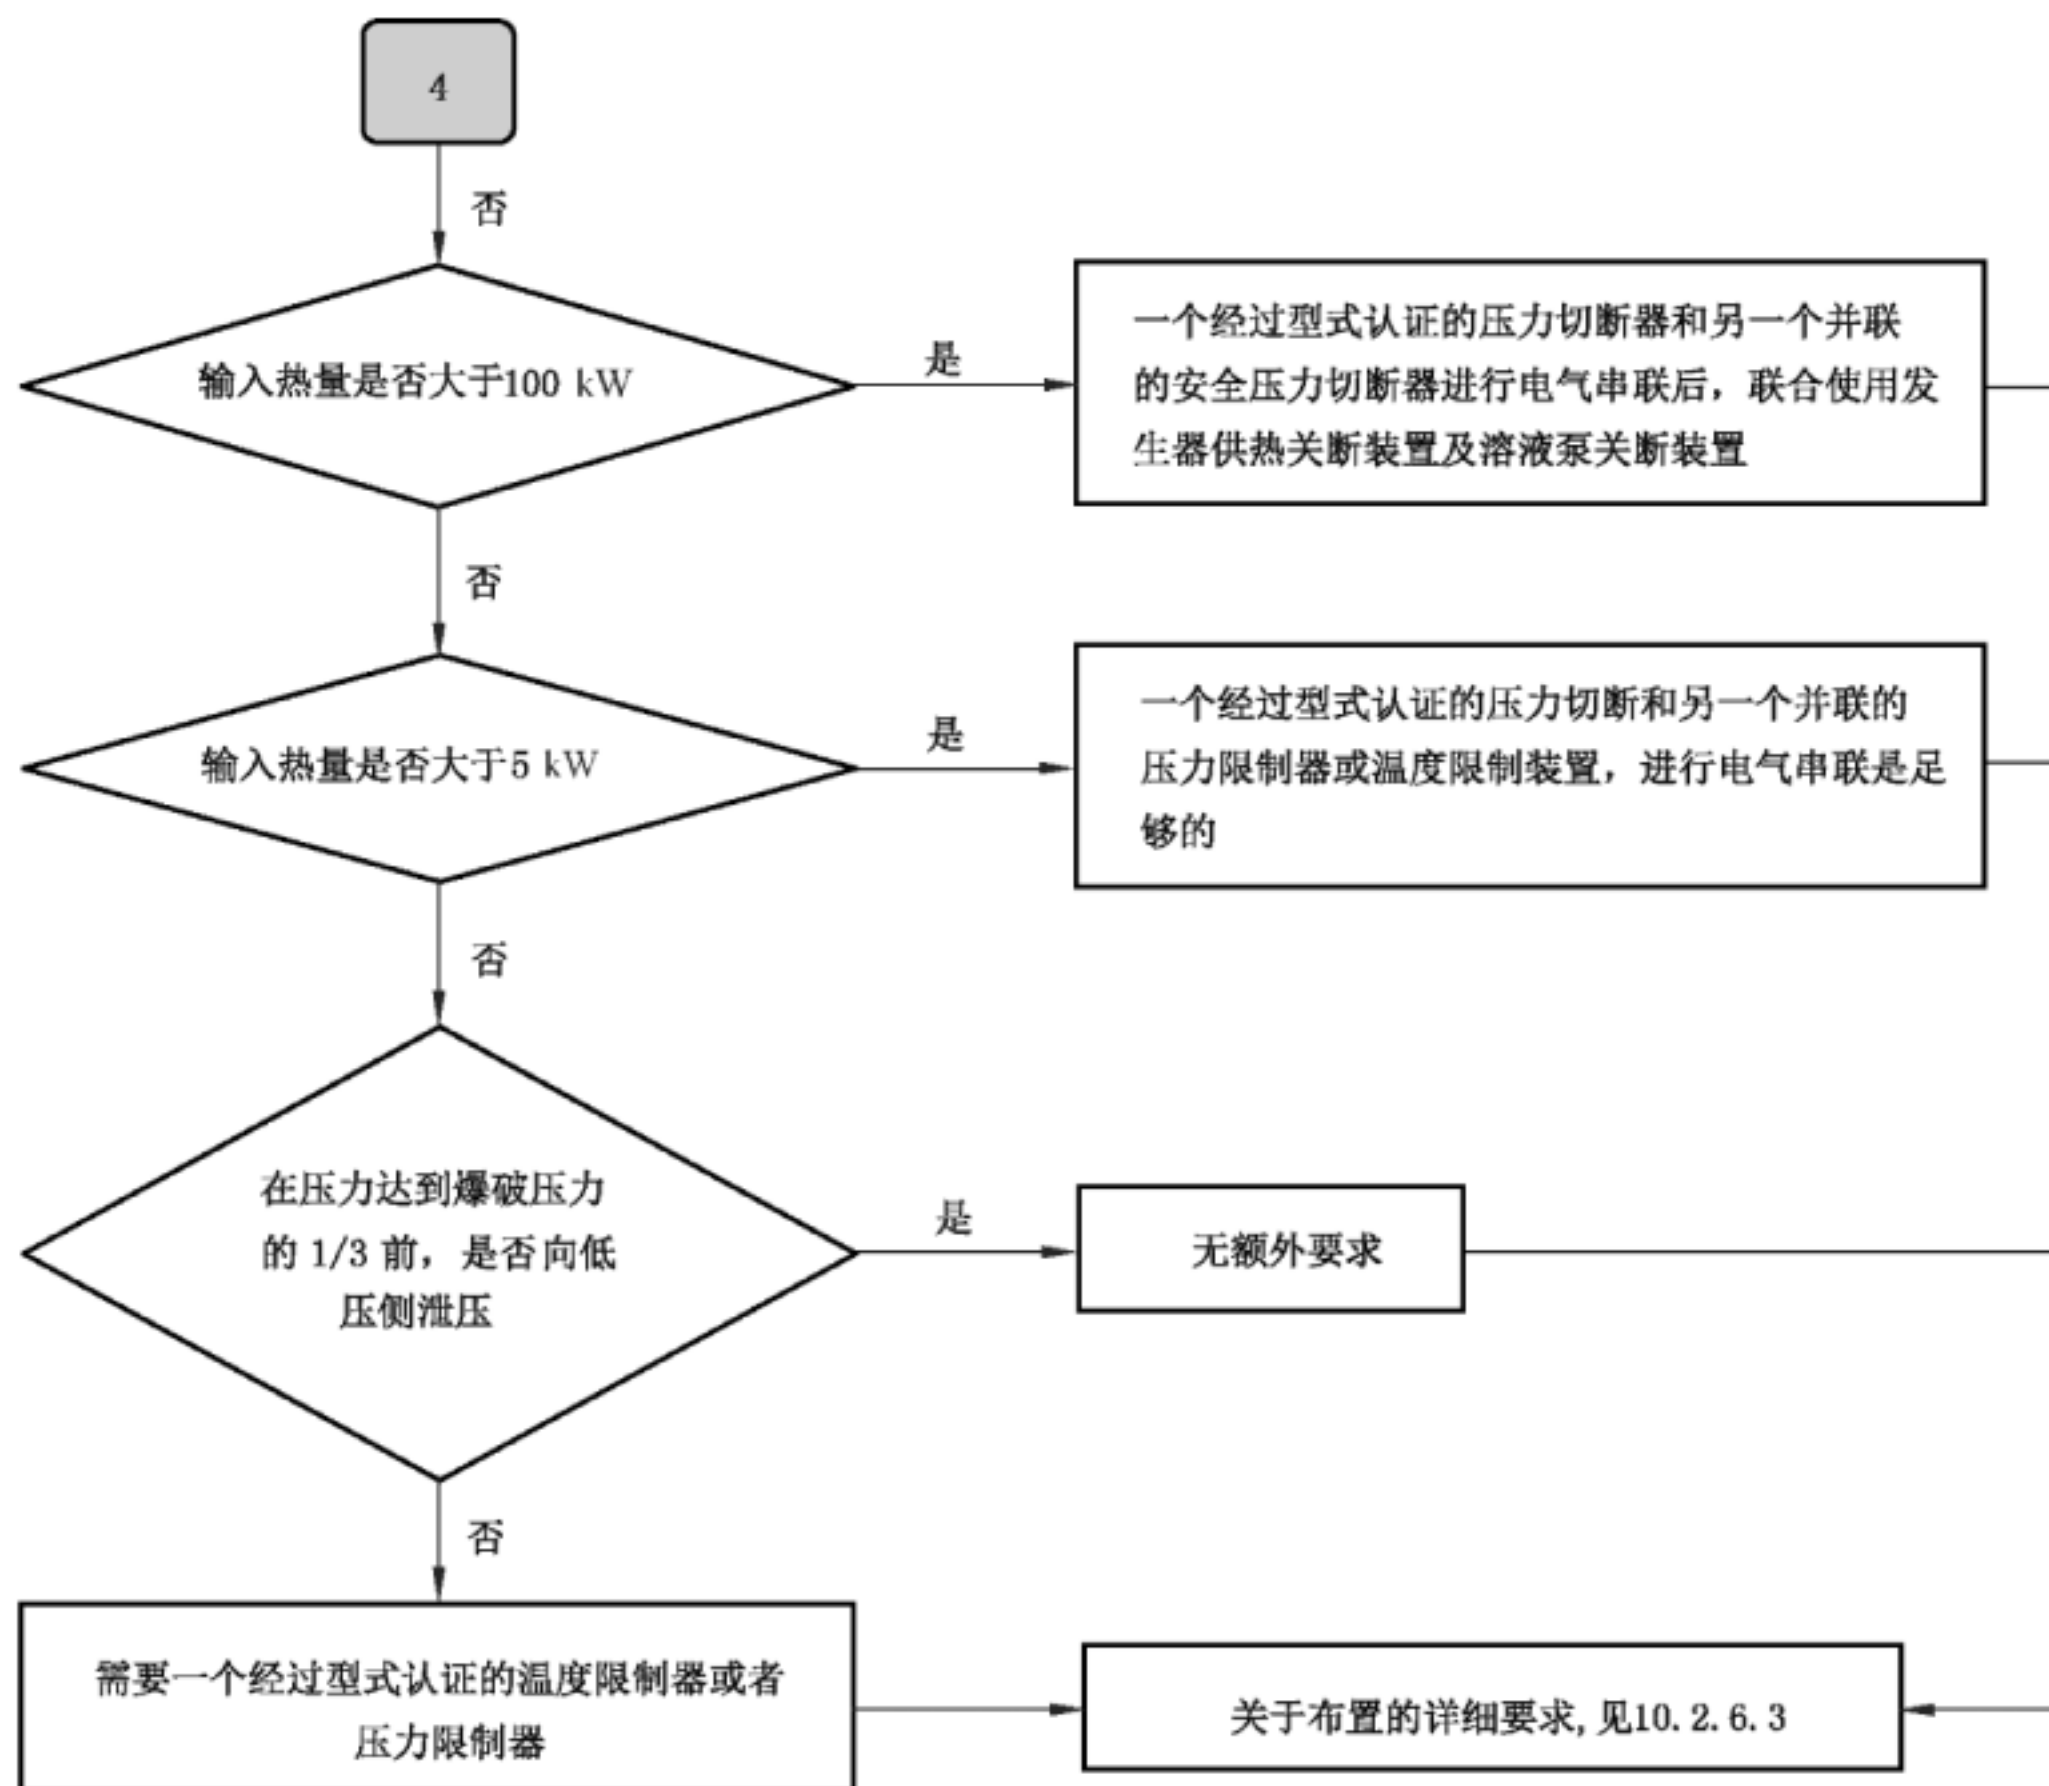 4
否
输入热量是否大于100 kW
是
一个经过型式认证的压力切断器和另一个并联
的安全压力切断器进行电气串联后，联合使用发
生器供热关断装置及溶液泵关断装置
否
输入热量是否大于5 kW
是
一个经过型式认证的压力切断和另一个并联的
压力限制器或温度限制装置，进行电气串联是足
够的
否
在压力达到爆破压力
的 1/3 前，是否向低
压侧泄压
是
无额外要求
否
需要一个经过型式认证的温度限制器或者
压力限制器
关于布置的详细要求,见10.2.6.3